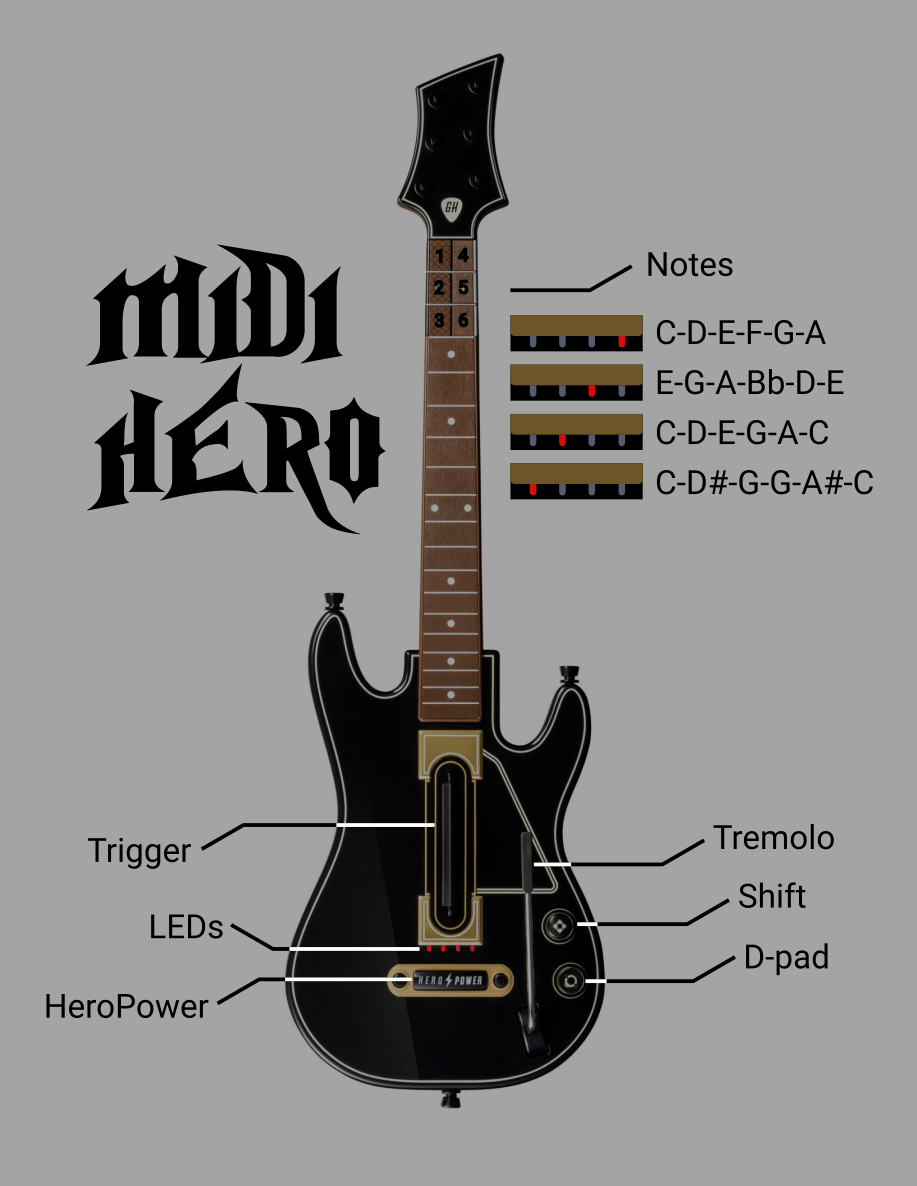 MIDI
HERO
GH
1 4
2 5
3 6
Notes
C-D-E-F-G-A
E-G-A-Bb-D-E
C-D-E-G-A-C
C-D#-G-G-A#-C
Trigger
LEDs
HeroPower
HERO POWER
Tremolo
Shift
D-pad